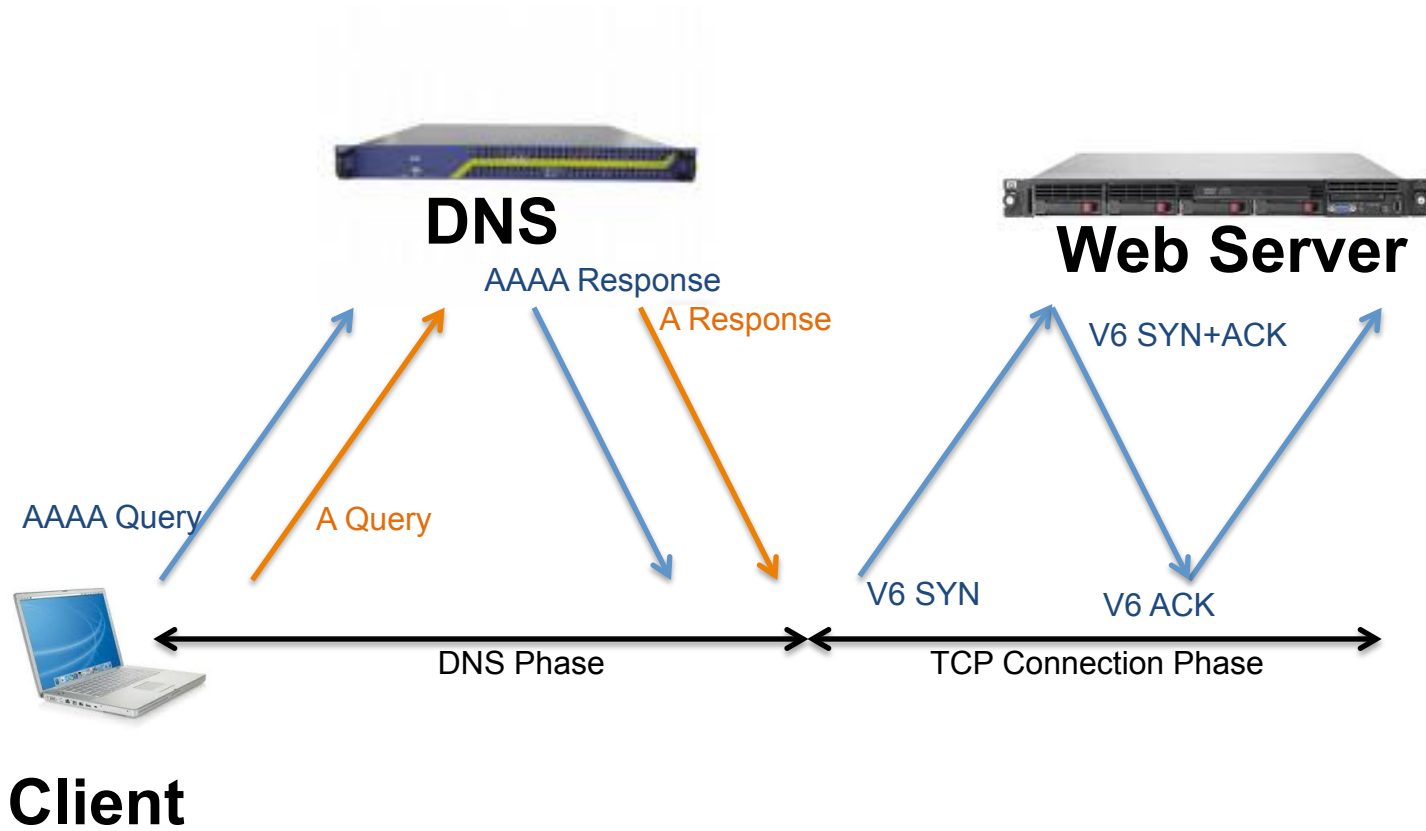 DNS
Web Server
AAAA Response
A Response
V6 SYN+ACK
AAAA Query
A Query
V6 SYN
V6 ACK
DNS Phase
TCP Connection Phase
Client